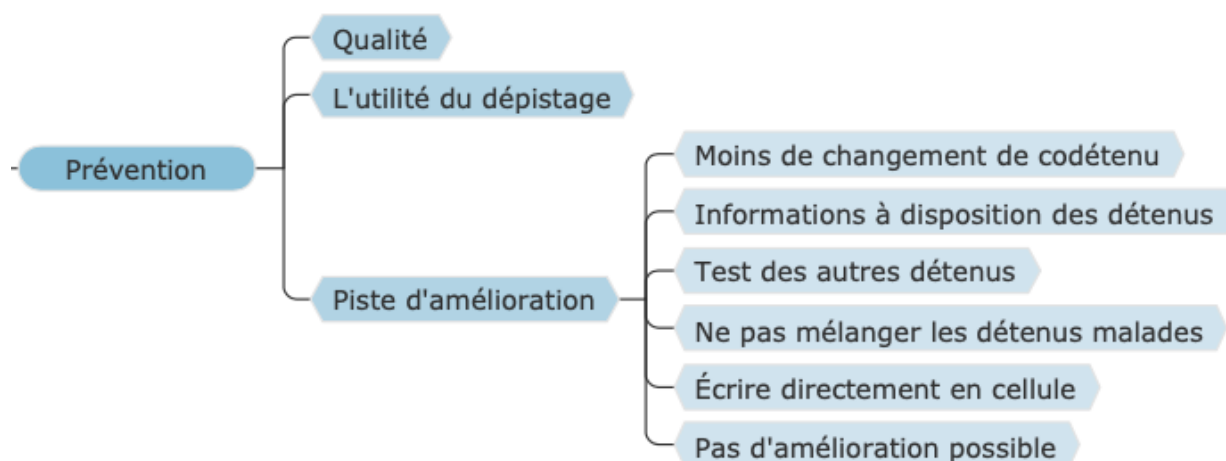 Qualité
L'utilité du dépistage
Prévention
Piste d'amélioration
Moins de changement de codétenu
Informations à disposition des détenus
Test des autres détenus
Ne pas mélanger les détenus malades
Écrire directement en cellule
Pas d'amélioration possible